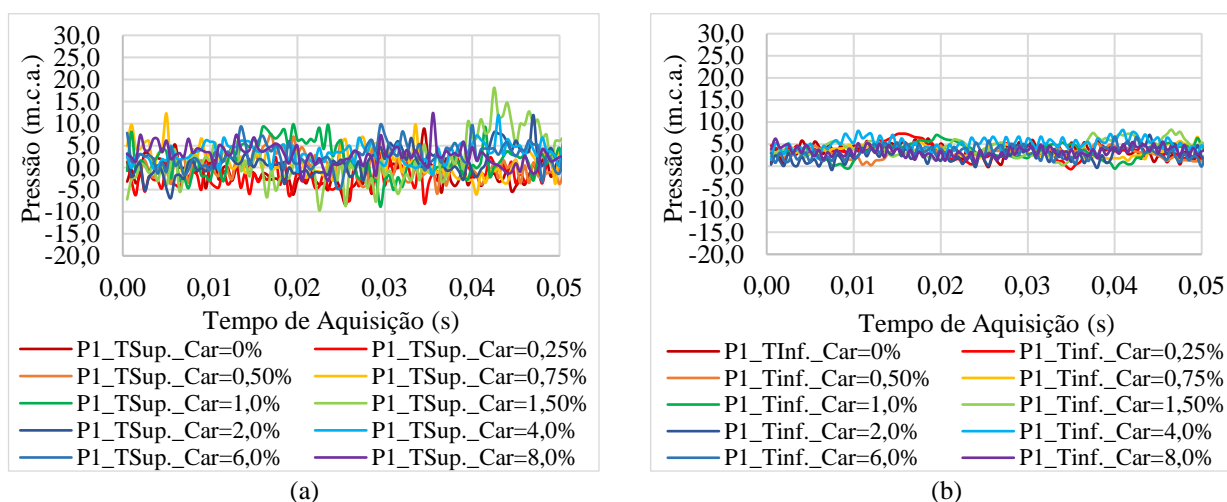 30,0
25,0
20,0
15,0
10,0
5,0
0,0
-5,0
-10,0
-15,0
-20,0
Pressão (m.c.a.)
0,00 0,01 0,02 0,03 0,04 0,05
Tempo de Aquisição (s)
P1_TSup._Car=0% P1_TSup._Car=0,25%
P1_TSup._Car=0,50% P1_TSup._Car=0,75%
P1_TSup._Car=1,0% P1_TSup._Car=1,50%
P1_TSup._Car=2,0% P1_TSup._Car=4,0%
P1_TSup._Car=6,0% P1_TSup._Car=8,0%
(a)
30,0
25,0
20,0
15,0
10,0
5,0
0,0
-5,0
-10,0
-15,0
-20,0
Pressão (m.c.a.)
0,00 0,01 0,02 0,03 0,04 0,05
Tempo de Aquisição (s)
P1_TInf._Car=0% P1_Tinf._Car=0,25%
P1_Tinf._Car=0,50% P1_Tinf._Car=0,75%
P1_Tinf._Car=1,0% P1_Tinf._Car=1,50%
P1_Tinf._Car=2,0% P1_Tinf._Car=4,0%
P1_Tinf._Car=6,0% P1_Tinf._Car=8,0%
(b)